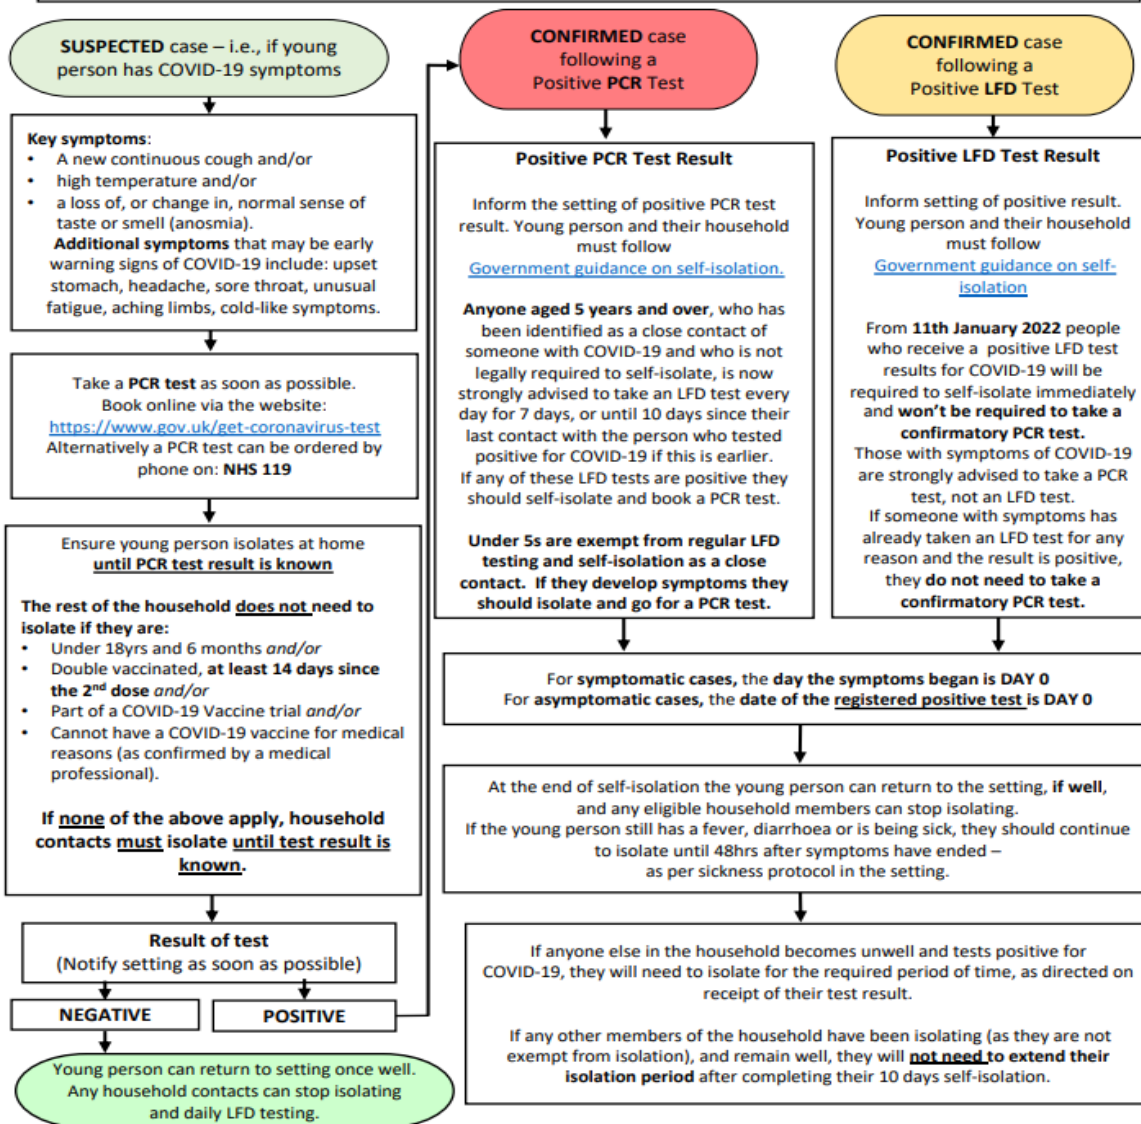 SUSPECTED case – i.e., if young
person has COVID-19 symptoms
Key symptoms:
• A new continuous cough and/or
• high temperature and/or
• a loss of, or change in, normal sense of
taste or smell (anosmia).
Additional symptoms that may be early
warning signs of COVID-19 include: upset
stomach, headache, sore throat, unusual
fatigue, aching limbs, cold-like symptoms.
Take a PCR test as soon as possible.
Book online via the website:
https://www.gov.uk/get-coronavirus-test
Alternatively a PCR test can be ordered by
phone on: NHS 119
Ensure young person isolates at home
until PCR test result is known
The rest of the household does not need to
isolate if they are:
• Under 18yrs and 6 months and/or
• Double vaccinated, at least 14 days since
the 2nd dose and/or
• Part of a COVID-19 Vaccine trial and/or
• Cannot have a COVID-19 vaccine for medical
reasons (as confirmed by a medical
professional).
If none of the above apply, household
contacts must isolate until test result is
known.
Result of test
(Notify setting as soon as possible)
NEGATIVE
POSITIVE
Young person can return to setting once well.
Any household contacts can stop isolating
and daily LFD testing.
CONFIRMED case
following a
Positive PCR Test
Positive PCR Test Result
Inform the setting of positive PCR test
result. Young person and their household
must follow
Government guidance on self-isolation.
Anyone aged 5 years and over, who has
been identified as a close contact of
someone with COVID-19 and who is not
legally required to self-isolate, is now
strongly advised to take an LFD test every
day for 7 days, or until 10 days since their
last contact with the person who tested
positive for COVID-19 if this is earlier.
If any of these LFD tests are positive they
should self-isolate and book a PCR test.
Under 5s are exempt from regular LFD
testing and self-isolation as a close
contact. If they develop symptoms they
should isolate and go for a PCR test.
CONFIRMED case
following a
Positive LFD Test
Positive LFD Test Result
Inform setting of positive result.
Young person and their household
must follow
Government guidance on self-
isolation
From 11th January 2022 people
who receive a positive LFD test
results for COVID-19 will be
required to self-isolate immediately
and won't be required to take a
confirmatory PCR test.
Those with symptoms of COVID-19
are strongly advised to take a PCR
test, not an LFD test.
If someone with symptoms has
already taken an LFD test for any
reason and the result is positive,
they do not need to take a
confirmatory PCR test.
For symptomatic cases, the day the symptoms began is DAY 0
For asymptomatic cases, the date of the registered positive test is DAY 0
At the end of self-isolation the young person can return to the setting, if well,
and any eligible household members can stop isolating.
If the young person still has a fever, diarrhoea or is being sick, they should continue
to isolate until 48hrs after symptoms have ended –
as per sickness protocol in the setting.
If anyone else in the household becomes unwell and tests positive for
COVID-19, they will need to isolate for the required period of time, as directed on
receipt of their test result.
If any other members of the household have been isolating (as they are not
exempt from isolation), and remain well, they will not need to extend their
isolation period after completing their 10 days self-isolation.